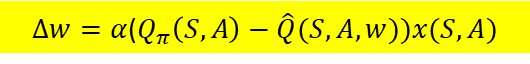 Δw = α(Q_π(S, A) − Q̂(S, A, w))x(S, A)